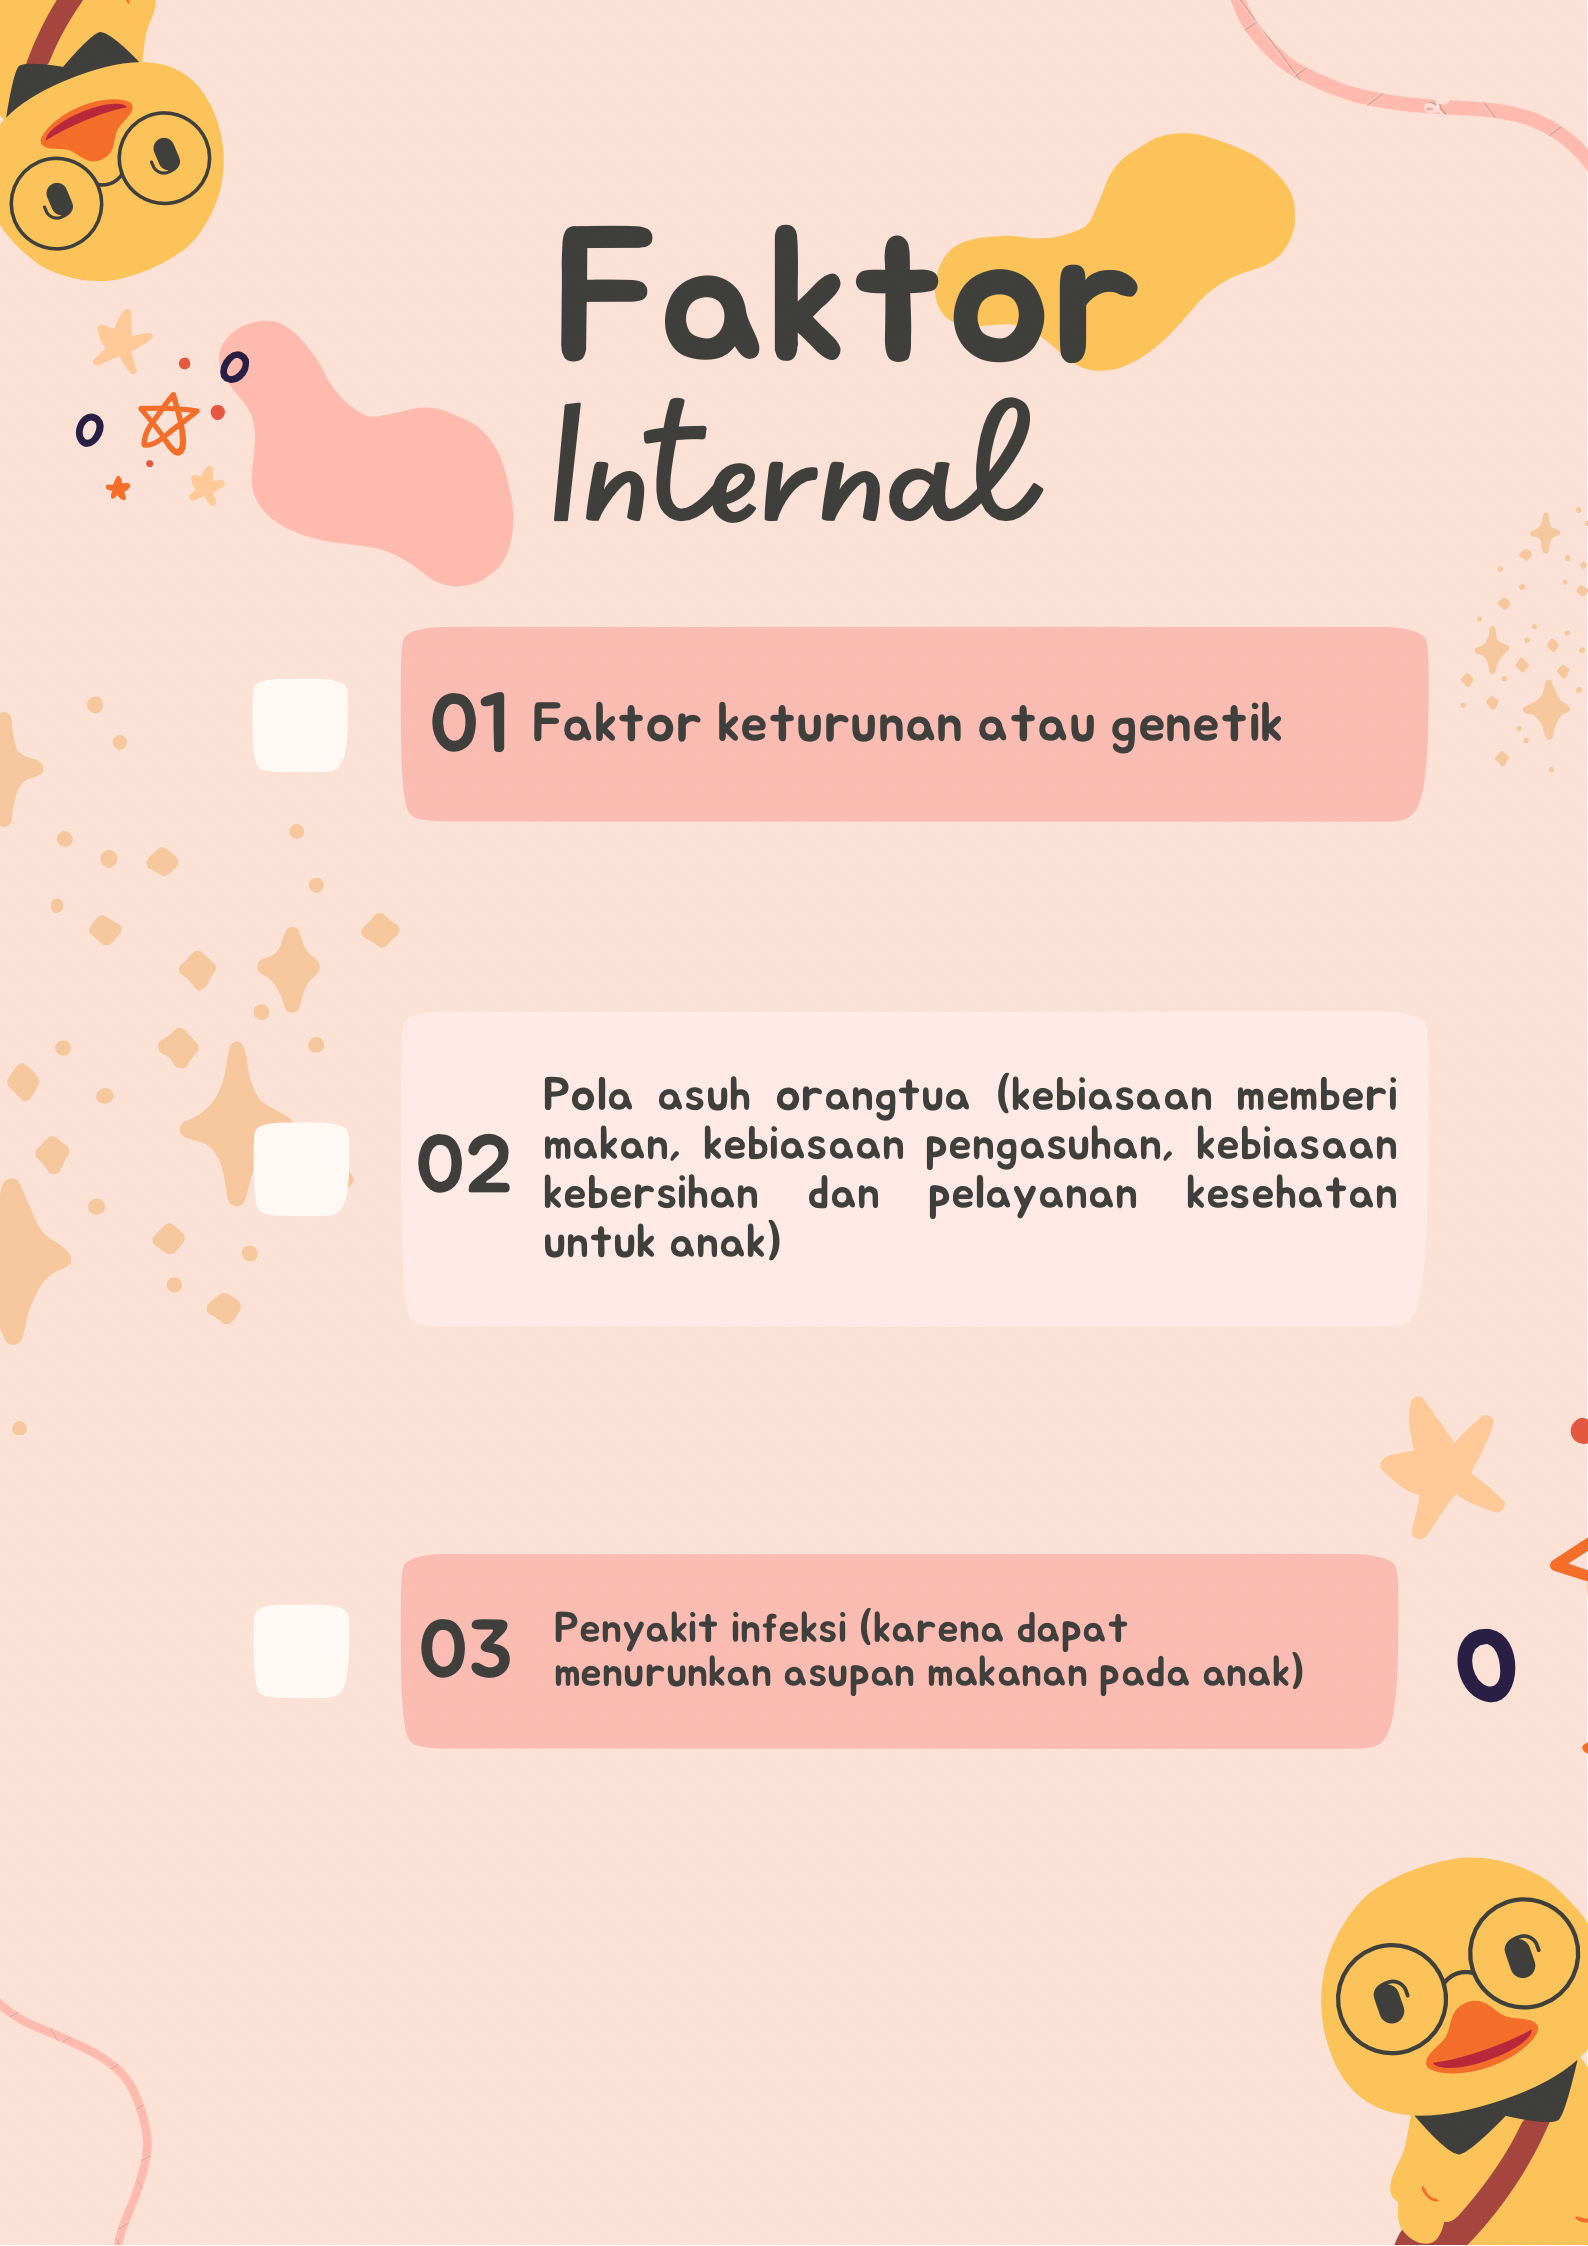 Faktor
Internal
01 Faktor keturunan atau genetik
02
Pola asuh orangtua (kebiasaan memberi
makan, kebiasaan pengasuhan, kebiasaan
kebersihan dan pelayanan kesehatan
untuk anak)
03
Penyakit infeksi (karena dapat
menurunkan asupan makanan pada anak)